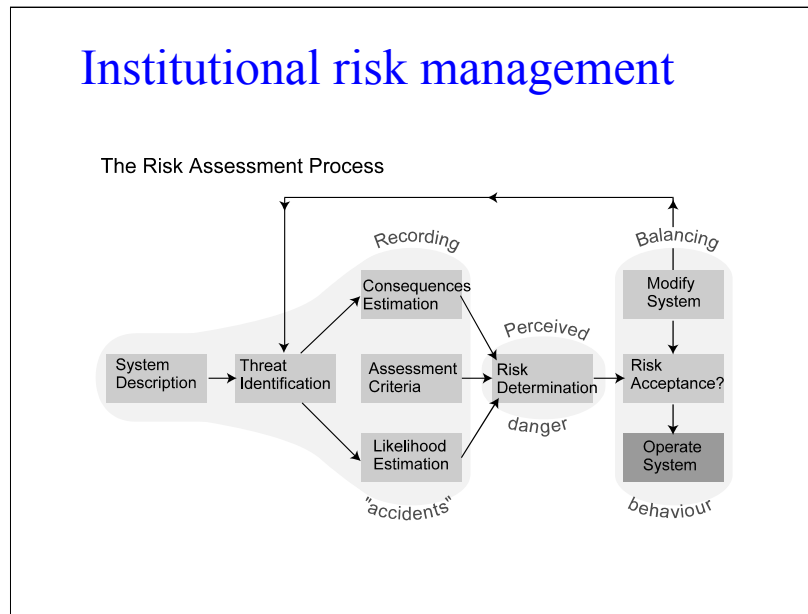 Institutional risk management
The Risk Assessment Process
Recording
Balancing
Consequences
Estimation
Modify
System
Perceived
System
Description
Threat
Identification
Assessment
Criteria
Risk
Determination
Risk
Acceptance?
danger
Likelihood
Estimation
Operate
System
"accidents"
behaviour